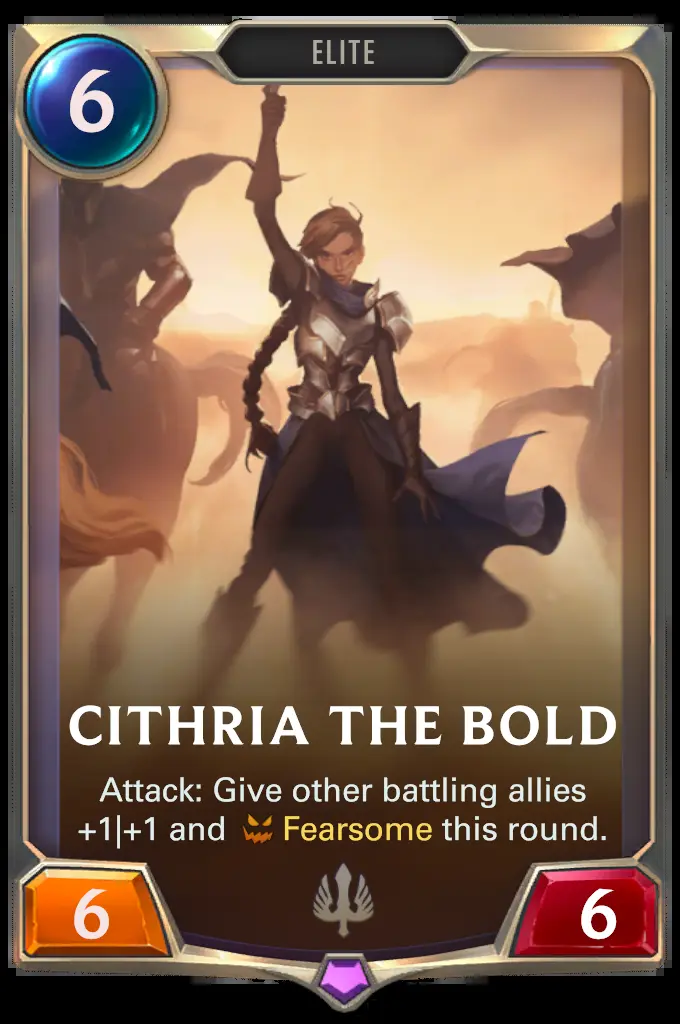 ELITE
6
CITHRIA THE BOLD
Attack: Give other battling allies
+1|+1 and Fearsome this round.
6
6